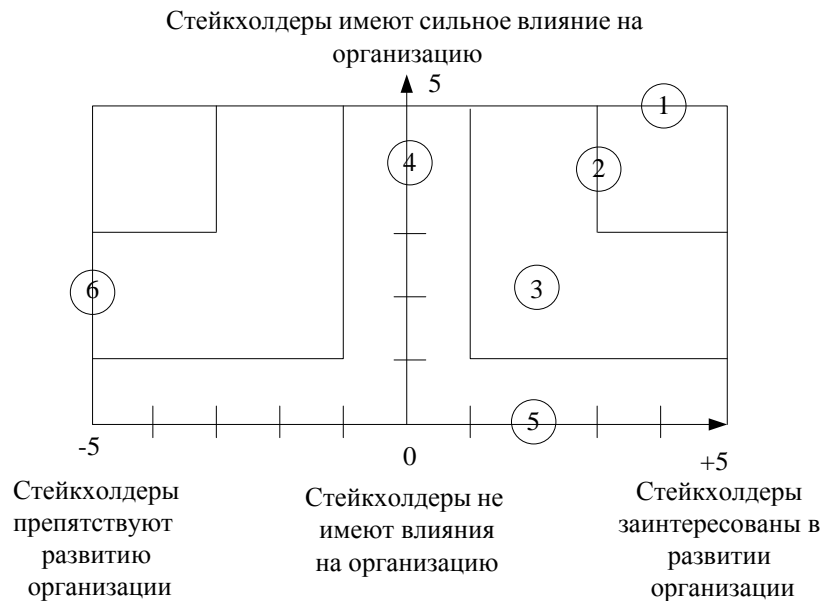 Стейкхолдеры имеют сильное влияние на
организацию
5
1
4
2
6
3
5
-5
0
+5
Стейкхолдеры
препятствуют
развитию
организации
Стейкхолдеры не
имеют влияния
на организацию
Стейкхолдеры
заинтересованы в
развитии
организации